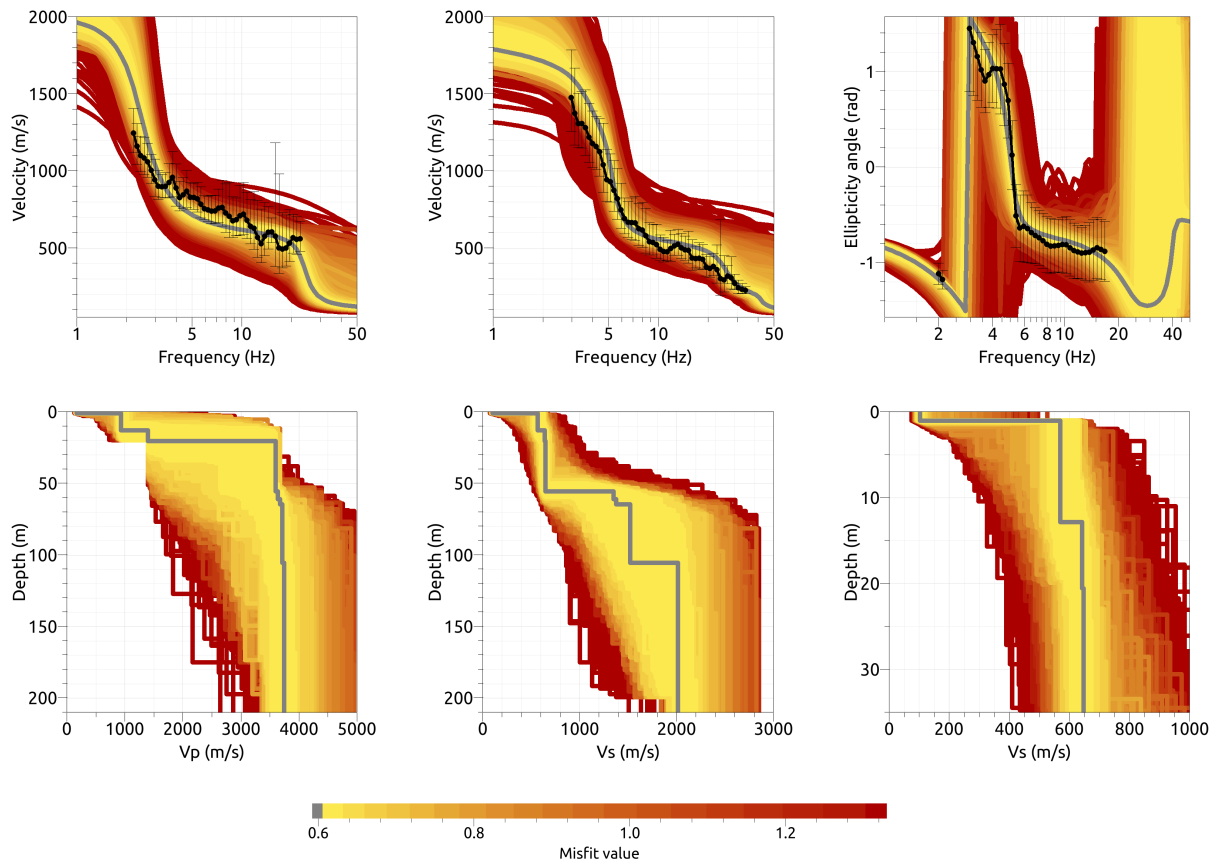 2000
1500
1000
500
Velocity (m/s)
1 5 10 50
Frequency (Hz)
2000
1500
1000
500
Velocity (m/s)
1 5 10 50
Frequency (Hz)
1
0
-1
Ellipticity angle (rad)
2 4 6 8 10 20 40
Frequency (Hz)
0
50
100
150
200
Depth (m)
0 1000 2000 3000 4000 5000
Vp (m/s)
0
50
100
150
200
Depth (m)
0 1000 2000 3000
Vs (m/s)
0
10
20
30
Depth (m)
0 200 400 600 800 1000
Vs (m/s)
0.6 0.8 1.0 1.2
Misfit value